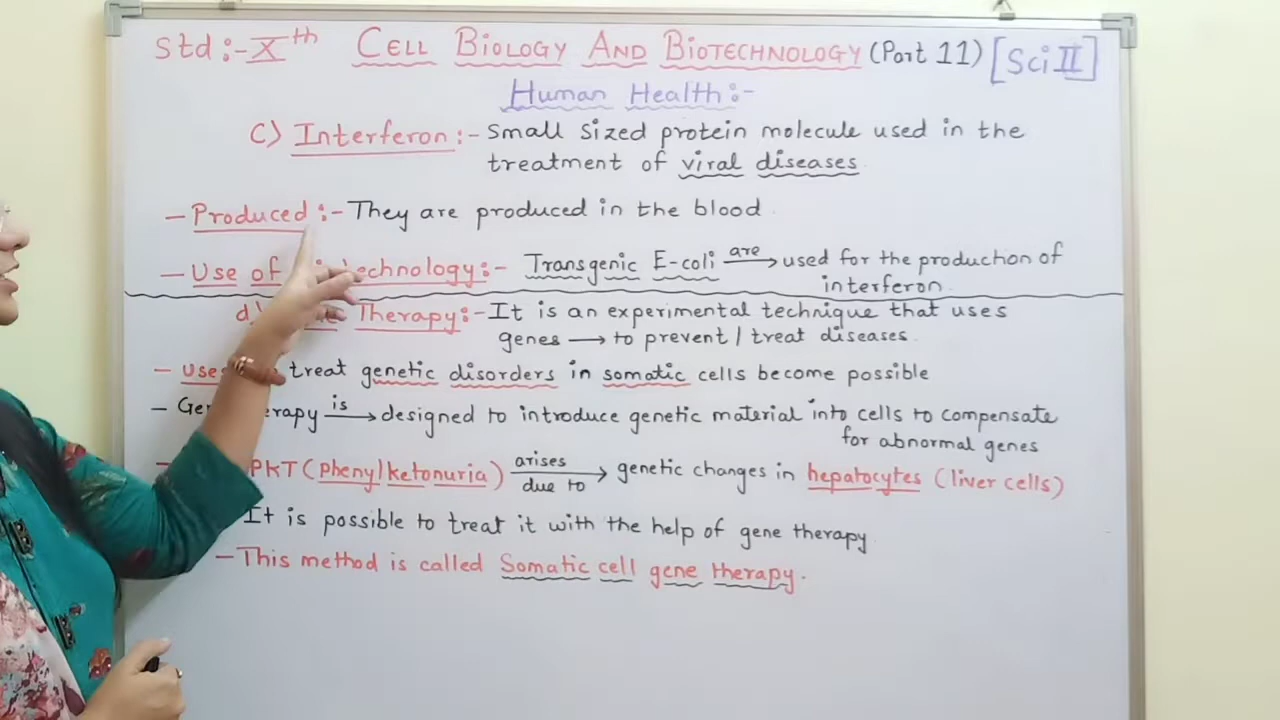 Std:- Xth CELL BIOLOGY AND BIOTECHNOLOGY (Part 11) [Sci II]
Human Health:-
C) Interferon:- Small sized protein molecule used in the
treatment of viral diseases
- Produced:- They are produced in the blood
- Use of technology:- Transgenic E-coli are → used for the production of
interferon
d) Therapy:- It is an experimental technique that uses
genes → to prevent / treat diseases
- Uses treat genetic disorders in somatic cells become possible
- is → designed to introduce genetic material into cells to compensate
for abnormal genes
PKT (phenylketonuria) arises due to → genetic changes in hepatocytes (liver cells)
It is possible to treat it with the help of gene therapy
- This method is called Somatic cell gene therapy.